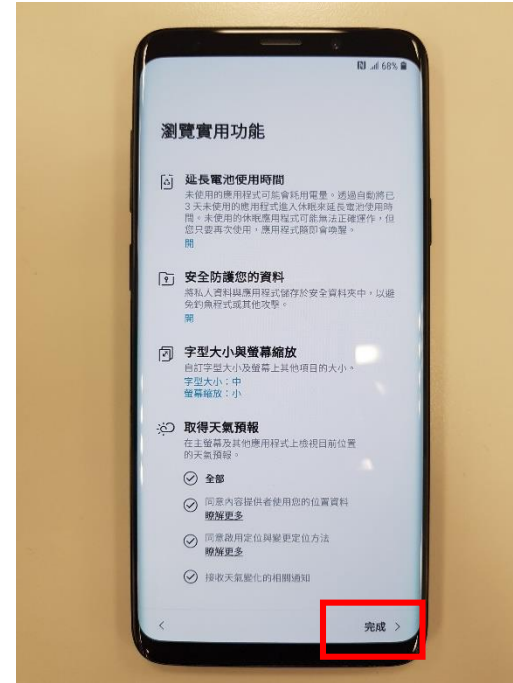 68%
瀏覽實用功能
延長電池使用時間
未使用的應用程式可能會耗用電量。透過自動將已
3 天未使用的應用程式進入休眠來延長電池使用時
間。未使用的休眠應用程式可能無法正確運作，但
您只要再次使用，應用程式隨即會喚醒。
開
安全防護您的資料
將私人資料與應用程式儲存於安全資料夾中，以避
免釣魚程式或其他攻擊。
開
字型大小與螢幕縮放
自訂字型大小及螢幕上其他項目的大小。
字型大小：中
螢幕縮放：小
取得天氣預報
在主螢幕及其他應用程式上檢視目前位置
的天氣預報。
全部
同意內容提供者使用您的位置資料
瞭解更多
同意啟用定位與變更定位方法
瞭解更多
接收天氣變化的相關通知
< 完成 >